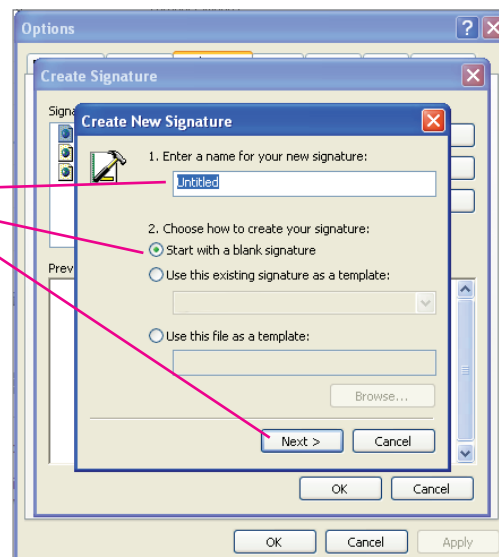 Options
Create Signature
Create New Signature
1. Enter a name for your new signature:
Untitled
2. Choose how to create your signature:
Start with a blank signature
Use this existing signature as a template:
Use this file as a template:
Browse...
Next >
Cancel
Prev
OK
Cancel
OK
Cancel
Apply